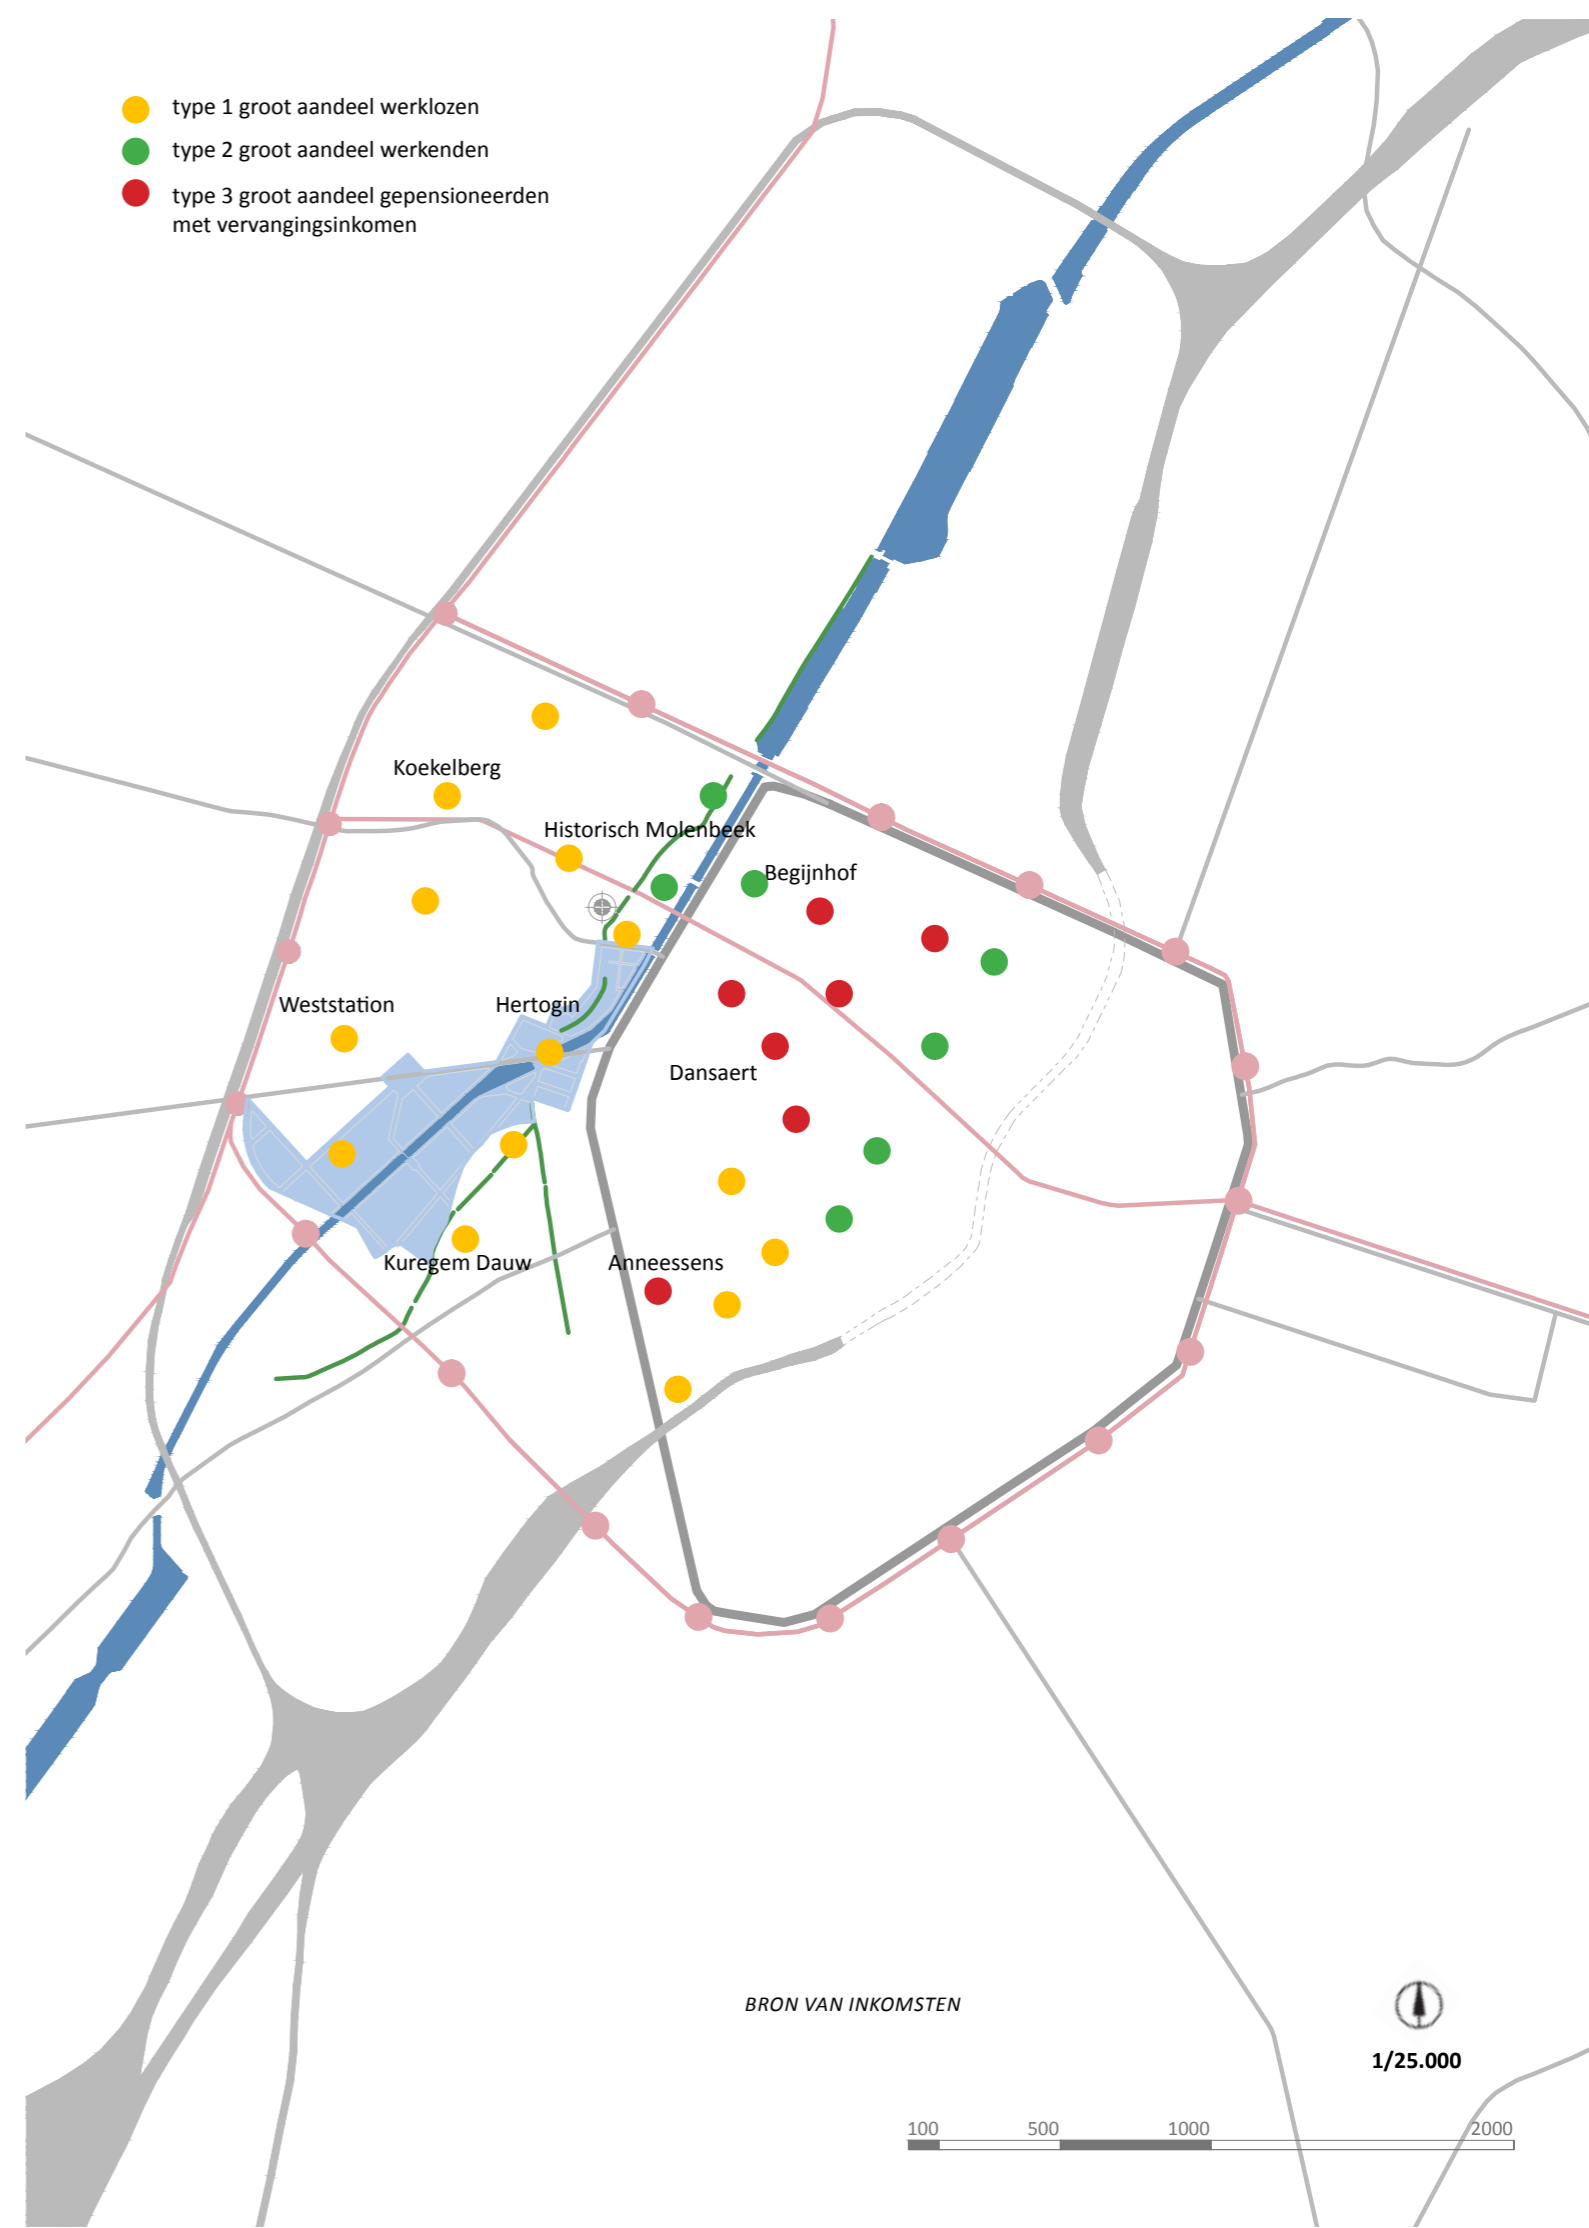 type 1 groot aandeel werklozen
type 2 groot aandeel werkenden
type 3 groot aandeel gepensioneerden
met vervangingsinkomen
Koekelberg
Historisch Molenbeek
Begijnhof
Weststation
Hertogin
Dansaert
Kuregem Dauw
Anneessens
BRON VAN INKOMSTEN
1/25.000
100 500 1000 2000